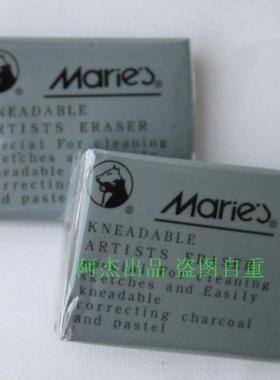 Marie's®
KNEADABLE
ARTISTS ERASER
Special For cleaning
sketches and easily
kneadable
correcting
and pastel
Marie's®
KNEADABLE
ARTISTS ERASER
阿杰出品 盗图自重
sketches and Easily
kneadable
correcting charcoal
and pastel